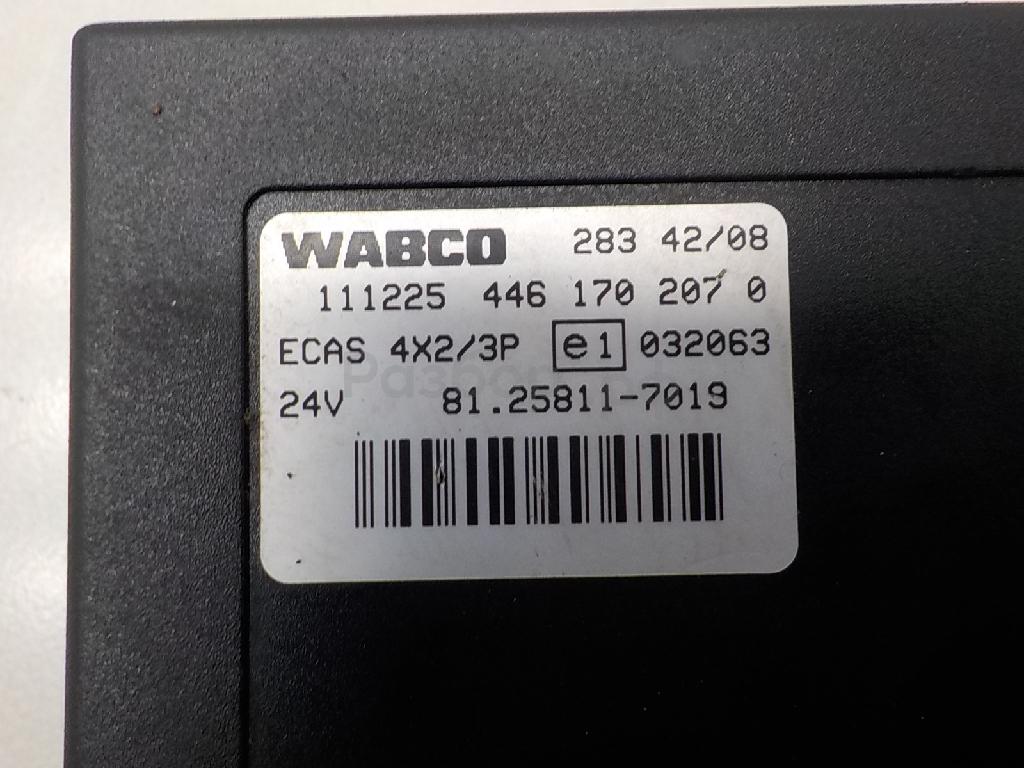 WABCO 283 42/08
111225 446 170 207 0
ECAS 4X2/3P e1 032063
24V 81.25811-7019